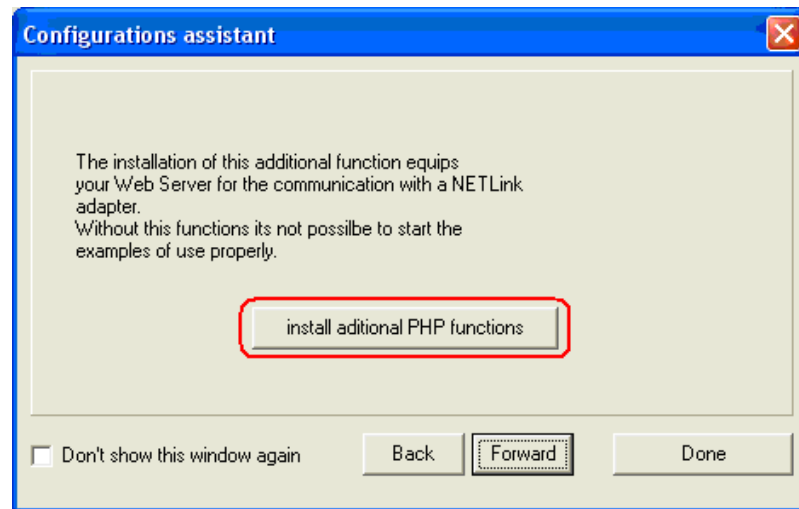 Configurations assistant
The installation of this additional function equips
your Web Server for the communication with a NETLink
adapter.
Without this functions its not possilbe to start the
examples of use properly.
install aditional PHP functions
Don't show this window again
Back
Forward
Done